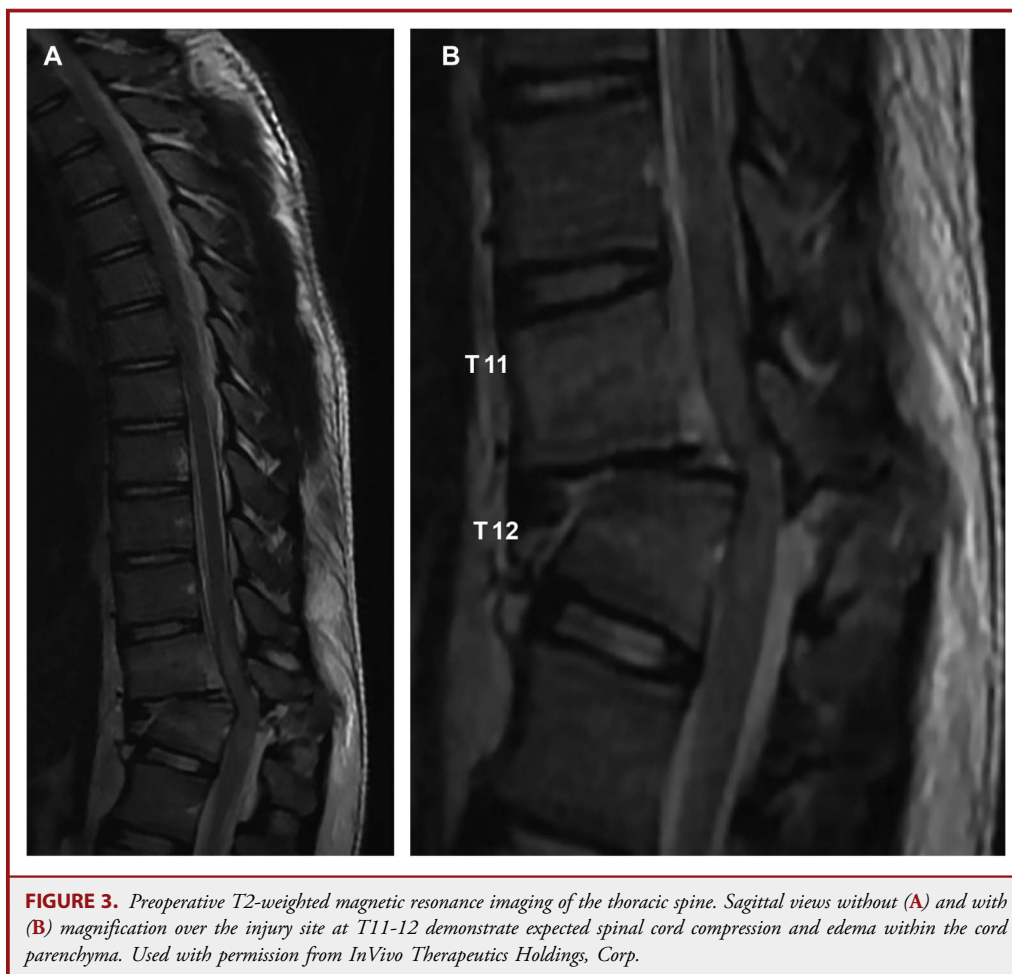 A
B
T 11
T 12
FIGURE 3. Preoperative T2-weighted magnetic resonance imaging of the thoracic spine. Sagittal views without (A) and with
(B) magnification over the injury site at T11-12 demonstrate expected spinal cord compression and edema within the cord
parenchyma. Used with permission from InVivo Therapeutics Holdings, Corp.